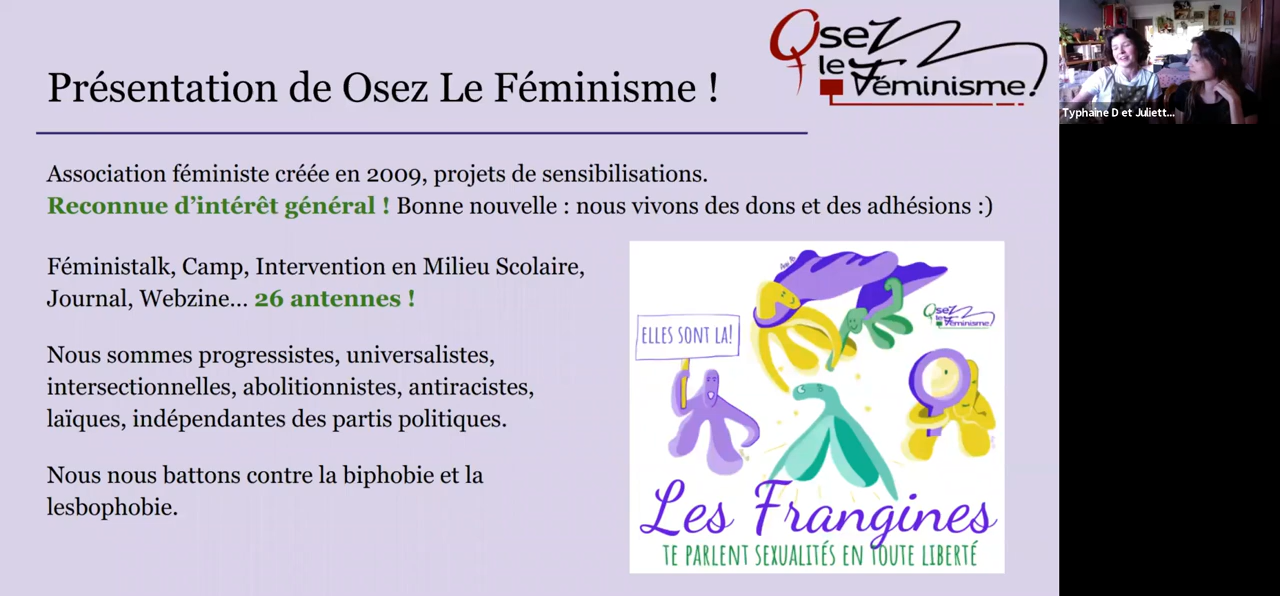 Osez
le Féminisme!
Présentation de Osez Le Féminisme !
Typhaine D et Juliett...
Association féministe créée en 2009, projets de sensibilisations.
Reconnue d’intérêt général ! Bonne nouvelle : nous vivons des dons et des adhésions :)
Féministalk, Camp, Intervention en Milieu Scolaire,
Journal, Webzine... 26 antennes !
Nous sommes progressistes, universalistes,
intersectionnelles, abolitionnistes, antiracistes,
laïques, indépendantes des partis politiques.
Nous nous battons contre la biphobie et la
lesbophobie.
Osez
le Féminisme!
ELLES SONT LA!
Les Frangines
TE PARLENT SEXUALITÉS EN TOUTE LIBERTÉ